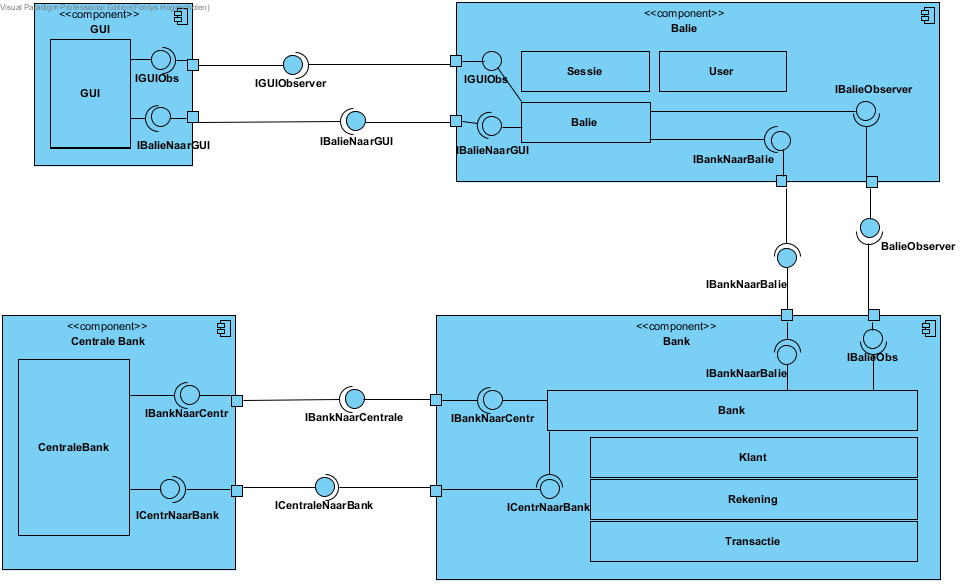 Visual Paradigm Professional Edition(Fontys Hogescholen)
<<component>>
GUI
GUI
IGUIObs
IBalieNaarGUI
IGUIObserver
IBalieNaarGUI
<<component>>
Balie
IGUIObs
IBalieNaarGUI
Sessie
User
Balie
IBalieObserver
IBankNaarBalie
IBankNaarBalie
BalieObserver
<<component>>
Centrale Bank
CentraleBank
IBankNaarCentr
ICentrNaarBank
IBankNaarCentrale
ICentraleNaarBank
<<component>>
Bank
IBankNaarBalie
IBalieObs
IBankNaarCentr
ICentrNaarBank
Bank
Klant
Rekening
Transactie